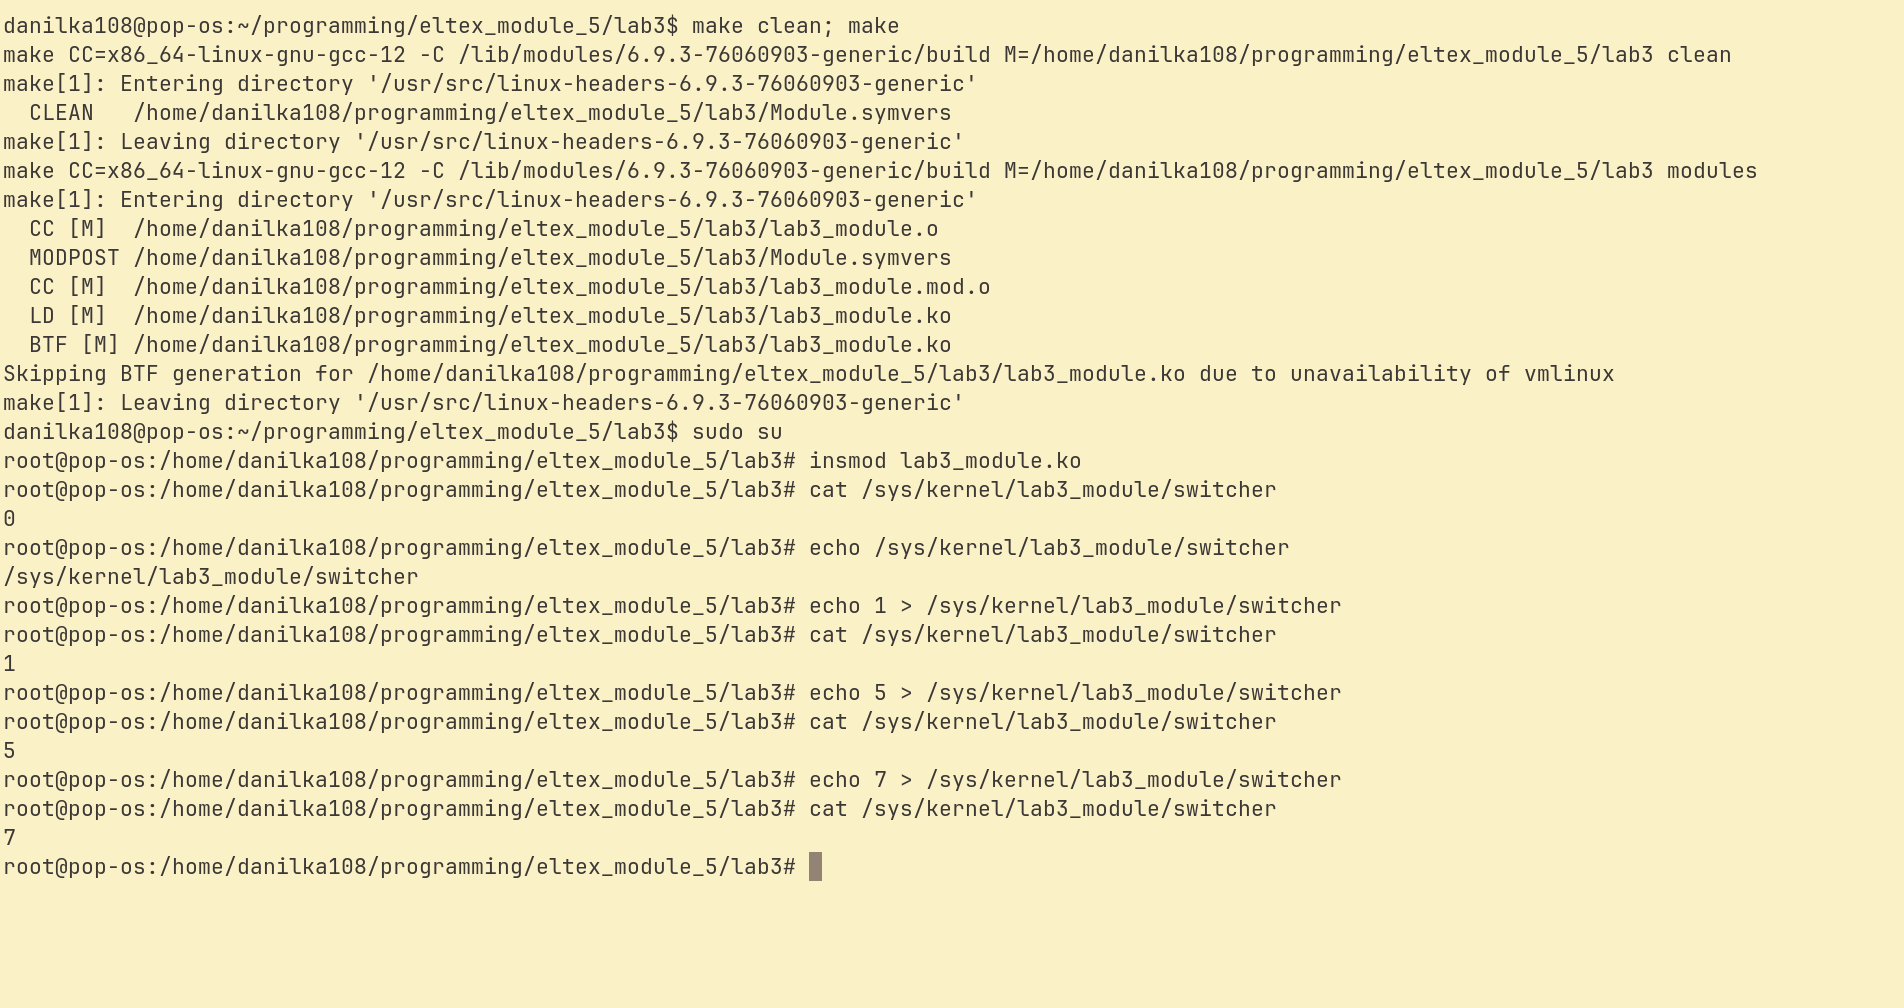 danilka108@pop-os:~/programming/eltex_module_5/lab3$ make clean; make
make CC=x86_64-linux-gnu-gcc-12 -C /lib/modules/6.9.3-76060903-generic/build M=/home/danilka108/programming/eltex_module_5/lab3 clean
make[1]: Entering directory '/usr/src/linux-headers-6.9.3-76060903-generic'
  CLEAN   /home/danilka108/programming/eltex_module_5/lab3/Module.symvers
make[1]: Leaving directory '/usr/src/linux-headers-6.9.3-76060903-generic'
make CC=x86_64-linux-gnu-gcc-12 -C /lib/modules/6.9.3-76060903-generic/build M=/home/danilka108/programming/eltex_module_5/lab3 modules
make[1]: Entering directory '/usr/src/linux-headers-6.9.3-76060903-generic'
  CC [M]  /home/danilka108/programming/eltex_module_5/lab3/lab3_module.o
  MODPOST /home/danilka108/programming/eltex_module_5/lab3/Module.symvers
  CC [M]  /home/danilka108/programming/eltex_module_5/lab3/lab3_module.mod.o
  LD [M]  /home/danilka108/programming/eltex_module_5/lab3/lab3_module.ko
  BTF [M] /home/danilka108/programming/eltex_module_5/lab3/lab3_module.ko
Skipping BTF generation for /home/danilka108/programming/eltex_module_5/lab3/lab3_module.ko due to unavailability of vmlinux
make[1]: Leaving directory '/usr/src/linux-headers-6.9.3-76060903-generic'
danilka108@pop-os:~/programming/eltex_module_5/lab3$ sudo su
root@pop-os:/home/danilka108/programming/eltex_module_5/lab3# insmod lab3_module.ko
root@pop-os:/home/danilka108/programming/eltex_module_5/lab3# cat /sys/kernel/lab3_module/switcher
0
root@pop-os:/home/danilka108/programming/eltex_module_5/lab3# echo /sys/kernel/lab3_module/switcher
/sys/kernel/lab3_module/switcher
root@pop-os:/home/danilka108/programming/eltex_module_5/lab3# echo 1 > /sys/kernel/lab3_module/switcher
root@pop-os:/home/danilka108/programming/eltex_module_5/lab3# cat /sys/kernel/lab3_module/switcher
1
root@pop-os:/home/danilka108/programming/eltex_module_5/lab3# echo 5 > /sys/kernel/lab3_module/switcher
root@pop-os:/home/danilka108/programming/eltex_module_5/lab3# cat /sys/kernel/lab3_module/switcher
5
root@pop-os:/home/danilka108/programming/eltex_module_5/lab3# echo 7 > /sys/kernel/lab3_module/switcher
root@pop-os:/home/danilka108/programming/eltex_module_5/lab3# cat /sys/kernel/lab3_module/switcher
7
root@pop-os:/home/danilka108/programming/eltex_module_5/lab3#